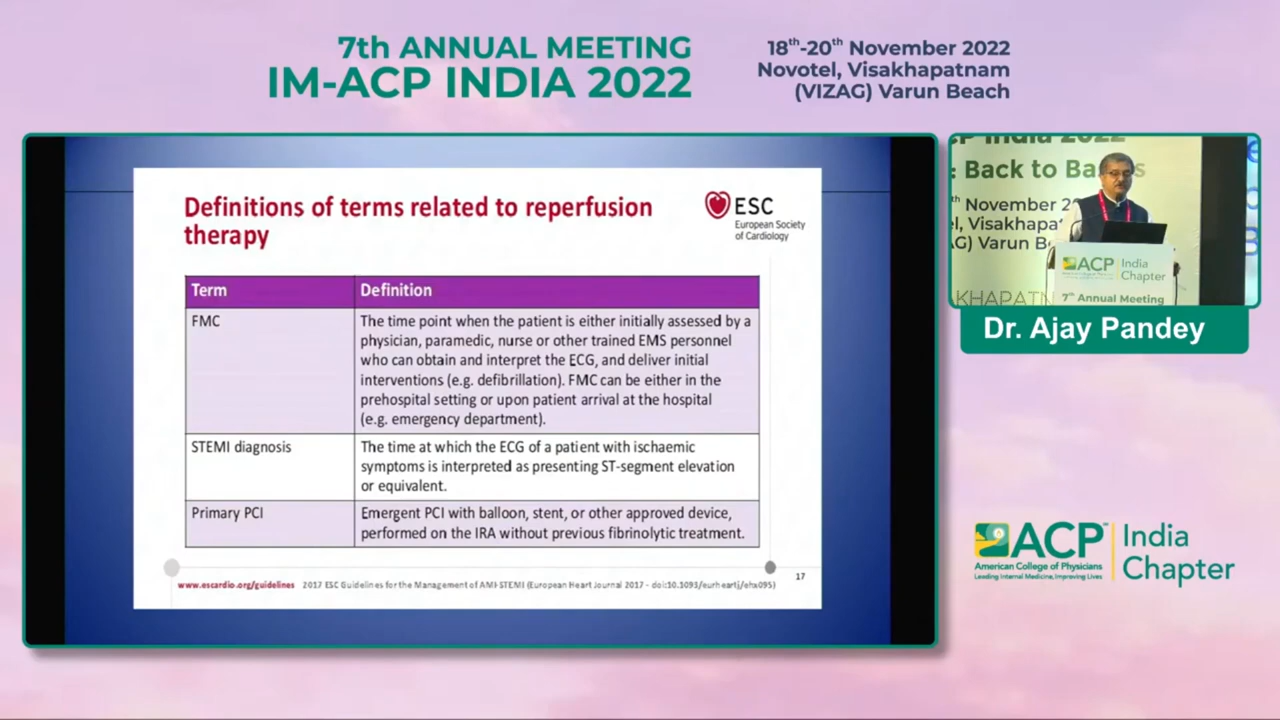 7th ANNUAL MEETING
IM-ACP INDIA 2022
18th-20th November 2022
Novotel, Visakhapatnam
(VIZAG) Varun Beach
Definitions of terms related to reperfusion
therapy
ESC
European Society
of Cardiology
Term Definition
FMC The time point when the patient is either initially assessed by a
physician, paramedic, nurse or other trained EMS personnel
who can obtain and interpret the ECG, and deliver initial
interventions (e.g. defibrillation). FMC can be either in the
prehospital setting or upon patient arrival at the hospital
(e.g. emergency department).
STEMI diagnosis The time at which the ECG of a patient with ischaemic
symptoms is interpreted as presenting ST-segment elevation
or equivalent.
Primary PCI Emergent PCI with balloon, stent, or other approved device,
performed on the IRA without previous fibrinolytic treatment.
17
www.escardio.org/guidelines 2017 ESC Guidelines for the Management of AMI-STEMI (European Heart Journal 2017 - doi:10.1093/eurheartj/ehx095)
India 2022
: Back to
November
Varun
ACP India
Chapter
7th Annual Meeting
Dr. Ajay Pandey
ACP India
American College of Physicians Chapter
Leading Internal Medicine, Improving Lives